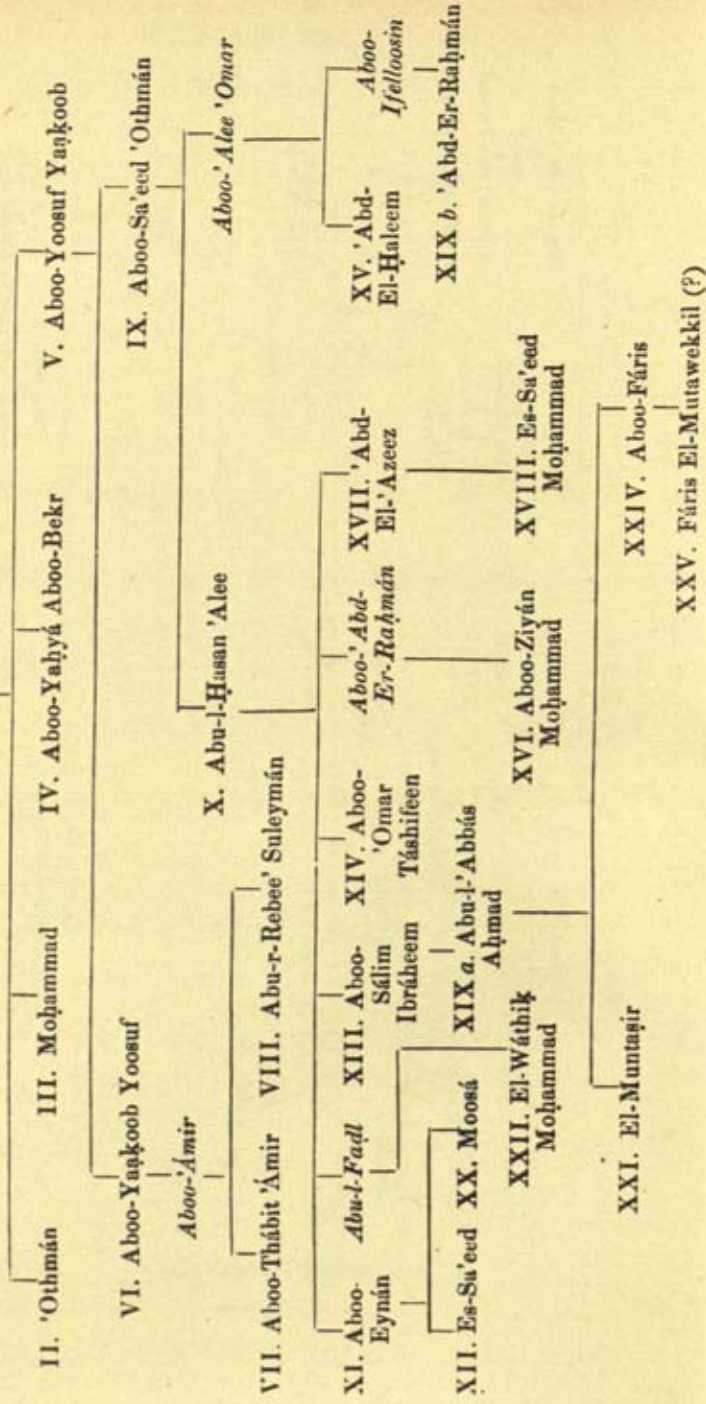 II. 'Othmán III. Moḥammad IV. Aboo-Yaḥyá Aboo-Bekr V. Aboo-Yoosuf Yaạḳoob
VI. Aboo-Yaạḳoob Yoosuf IX. Aboo-Sa'eed 'Othmán
Aboo-'Ámir X. Abu-l-Ḥasan 'Alee Aboo-'Alee 'Omar
VII. Aboo-Thábit 'Ámir VIII. Abu-r-Rebee' Suleymán
XI. Aboo-Eynán Abu-l-Faḍl XIII. Aboo-Sálim Ibráheem XIV. Aboo-'Omar Táshifeen Aboo-'Abd-Er-Raḥmán XVII. 'Abd-El-'Azeez XV. 'Abd-El-Ḥaleem Aboo-Ifelloosin
XII. Es-Sa'eed XX. Moosá XIX a. Abu-l-'Abbás Aḥmad XIX b. 'Abd-Er-Raḥmán
XXII. El-Wáthiḳ Moḥammad XVI. Aboo-Ziyán Moḥammad XVIII. Es-Sa'eed Moḥammad
XXI. El-Muntaṣir XXIV. Aboo-Fáris
XXV. Fáris El-Mutawekkil (?)